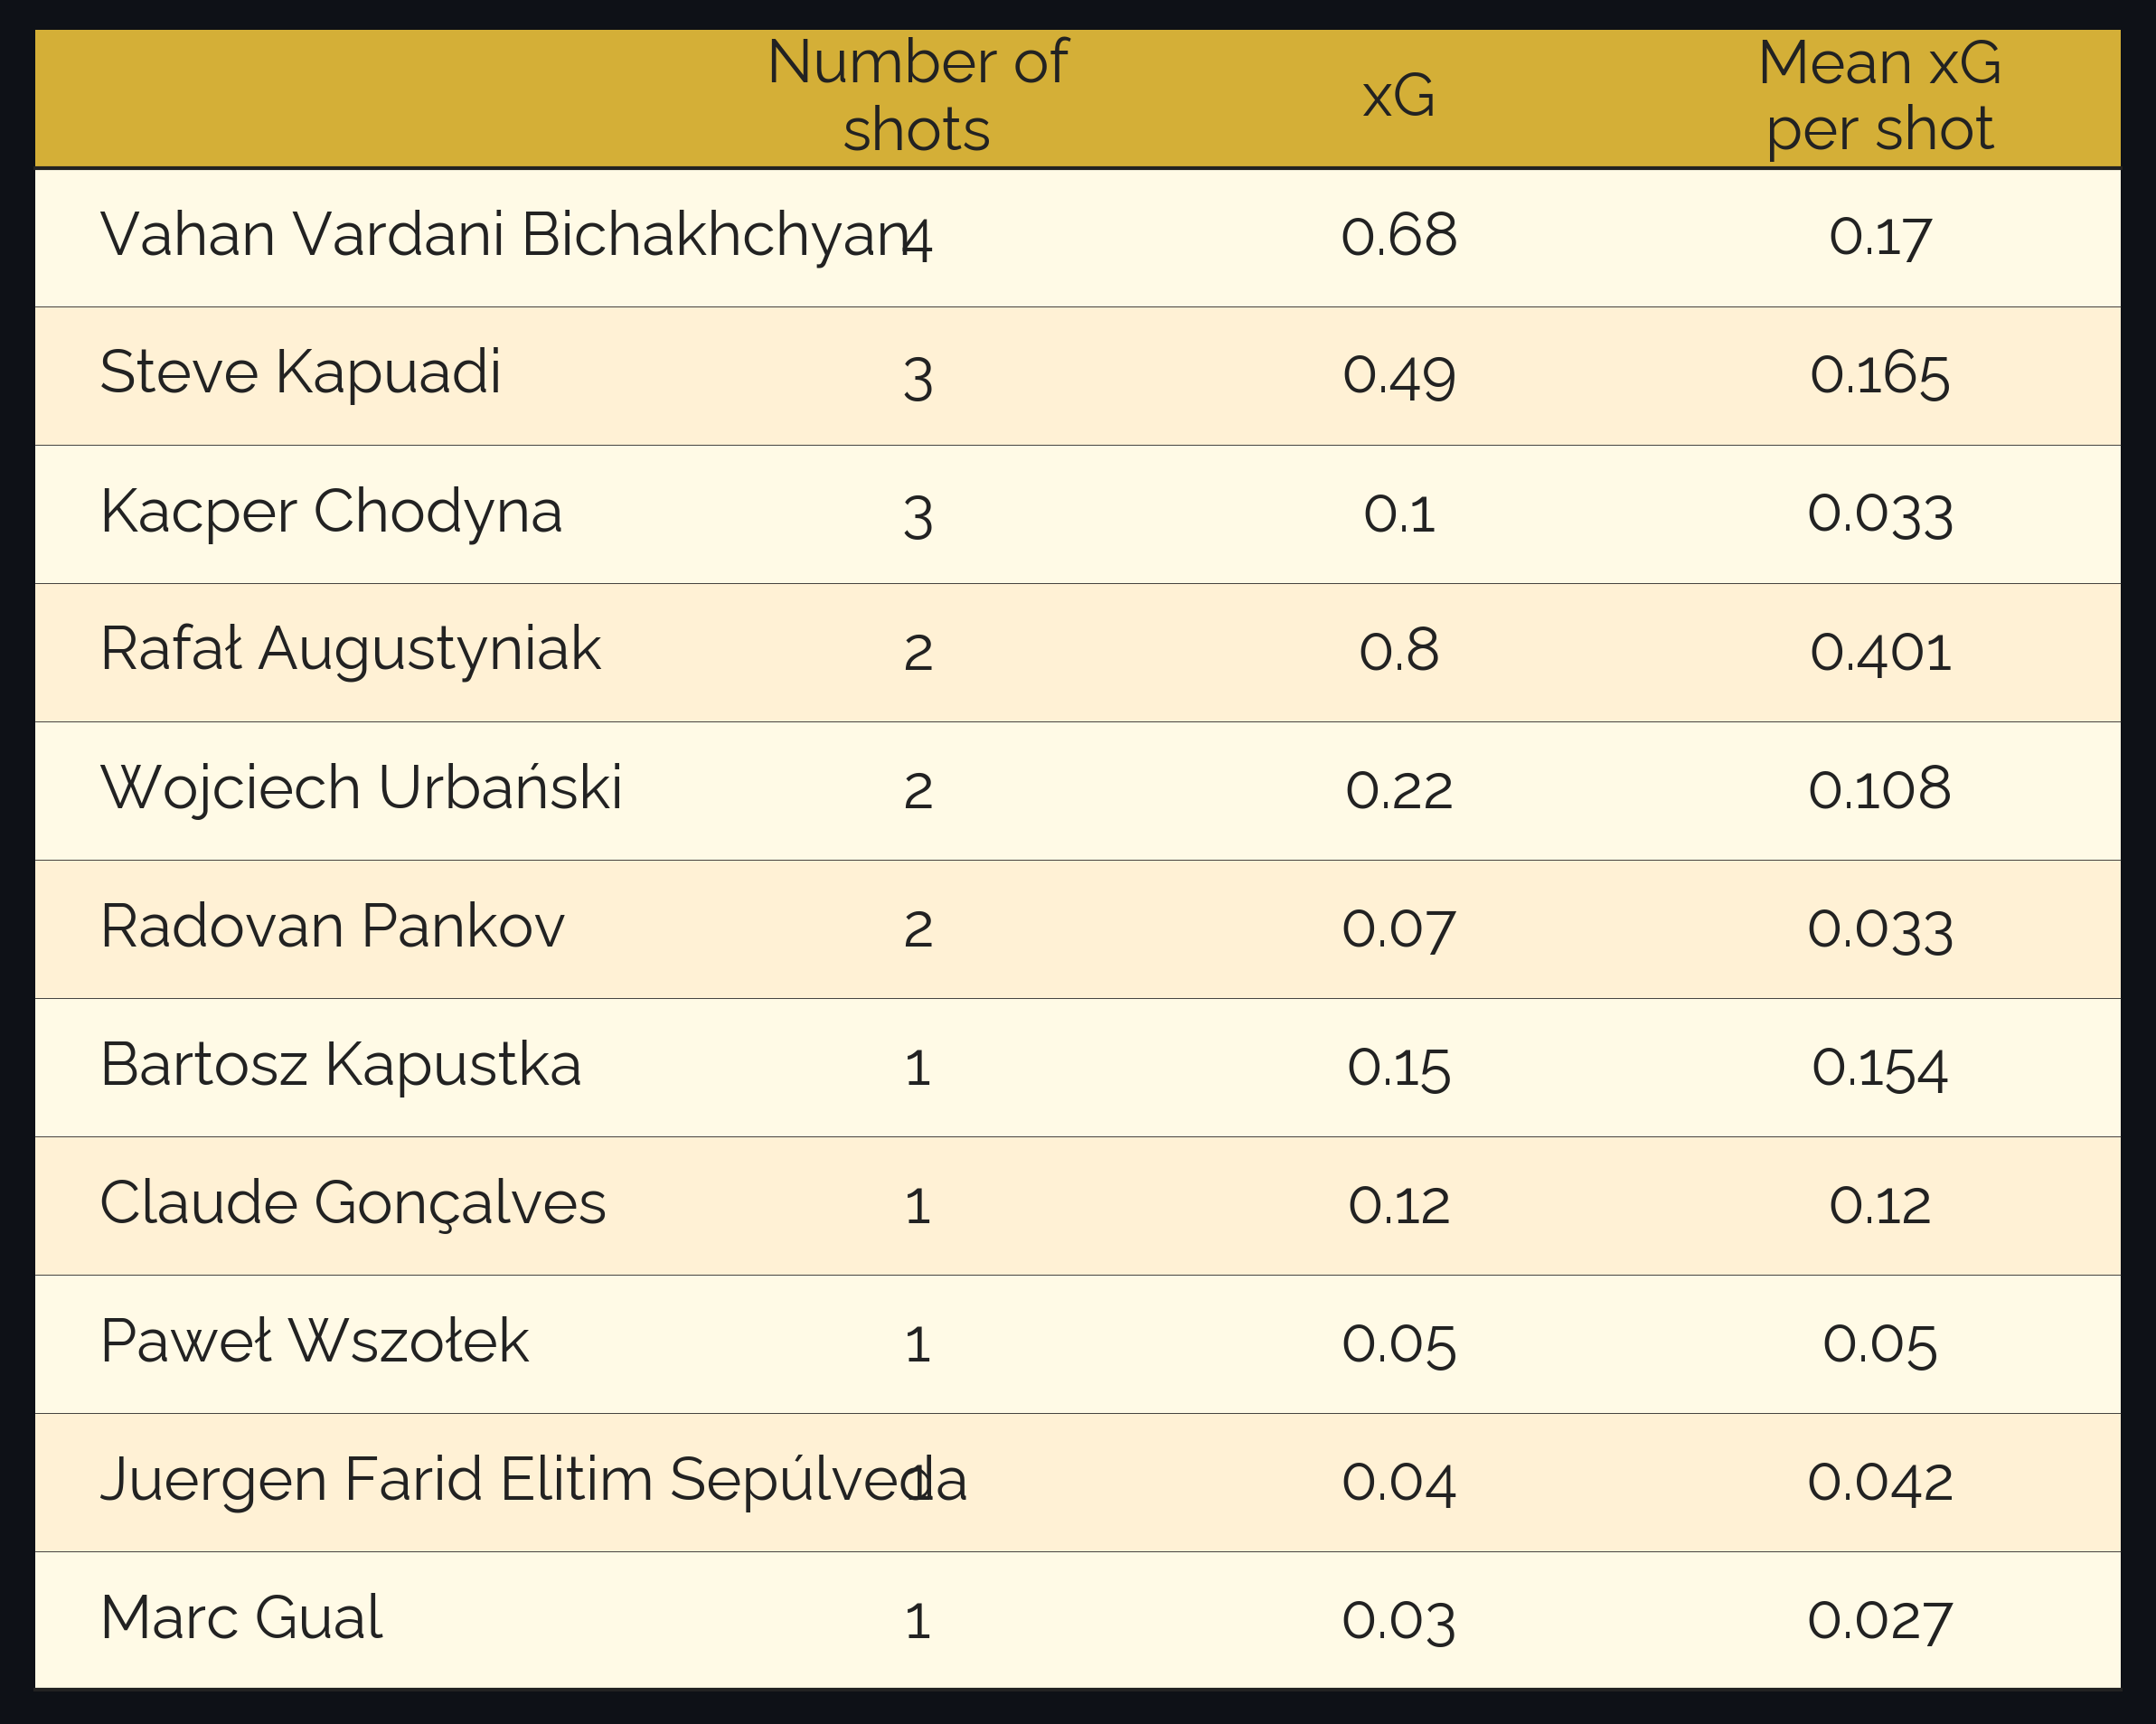 Number of shots xG Mean xG per shot
Vahan Vardani Bichakhchyan 4 0.68 0.17
Steve Kapuadi 3 0.49 0.165
Kacper Chodyna 3 0.1 0.033
Rafał Augustyniak 2 0.8 0.401
Wojciech Urbański 2 0.22 0.108
Radovan Pankov 2 0.07 0.033
Bartosz Kapustka 1 0.15 0.154
Claude Gonçalves 1 0.12 0.12
Paweł Wszołek 1 0.05 0.05
Juergen Farid Elitim Sepúlveda 1 0.04 0.042
Marc Gual 1 0.03 0.027